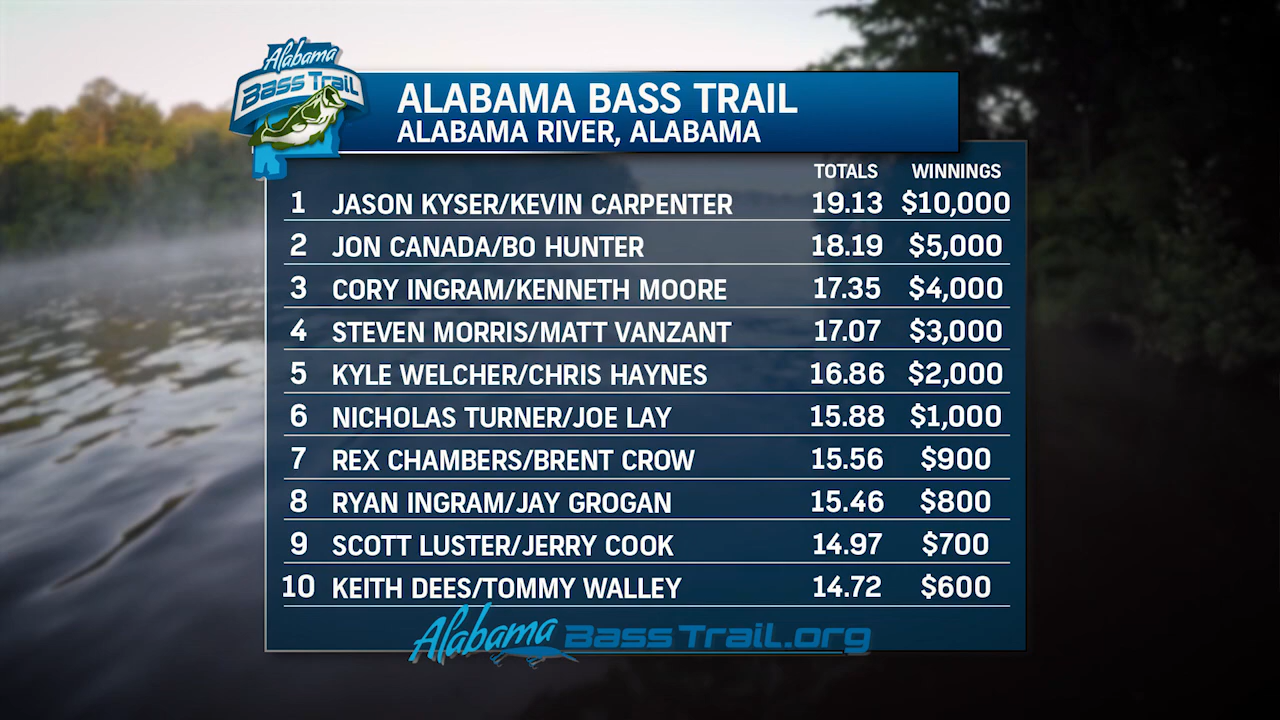 Alabama
Bass Trail
ALABAMA BASS TRAIL
ALABAMA RIVER, ALABAMA
TOTALS WINNINGS
1 JASON KYSER/KEVIN CARPENTER 19.13 $10,000
2 JON CANADA/BO HUNTER 18.19 $5,000
3 CORY INGRAM/KENNETH MOORE 17.35 $4,000
4 STEVEN MORRIS/MATT VANZANT 17.07 $3,000
5 KYLE WELCHER/CHRIS HAYNES 16.86 $2,000
6 NICHOLAS TURNER/JOE LAY 15.88 $1,000
7 REX CHAMBERS/BRENT CROW 15.56 $900
8 RYAN INGRAM/JAY GROGAN 15.46 $800
9 SCOTT LUSTER/JERRY COOK 14.97 $700
10 KEITH DEES/TOMMY WALLEY 14.72 $600
Alabama BassTrail.org